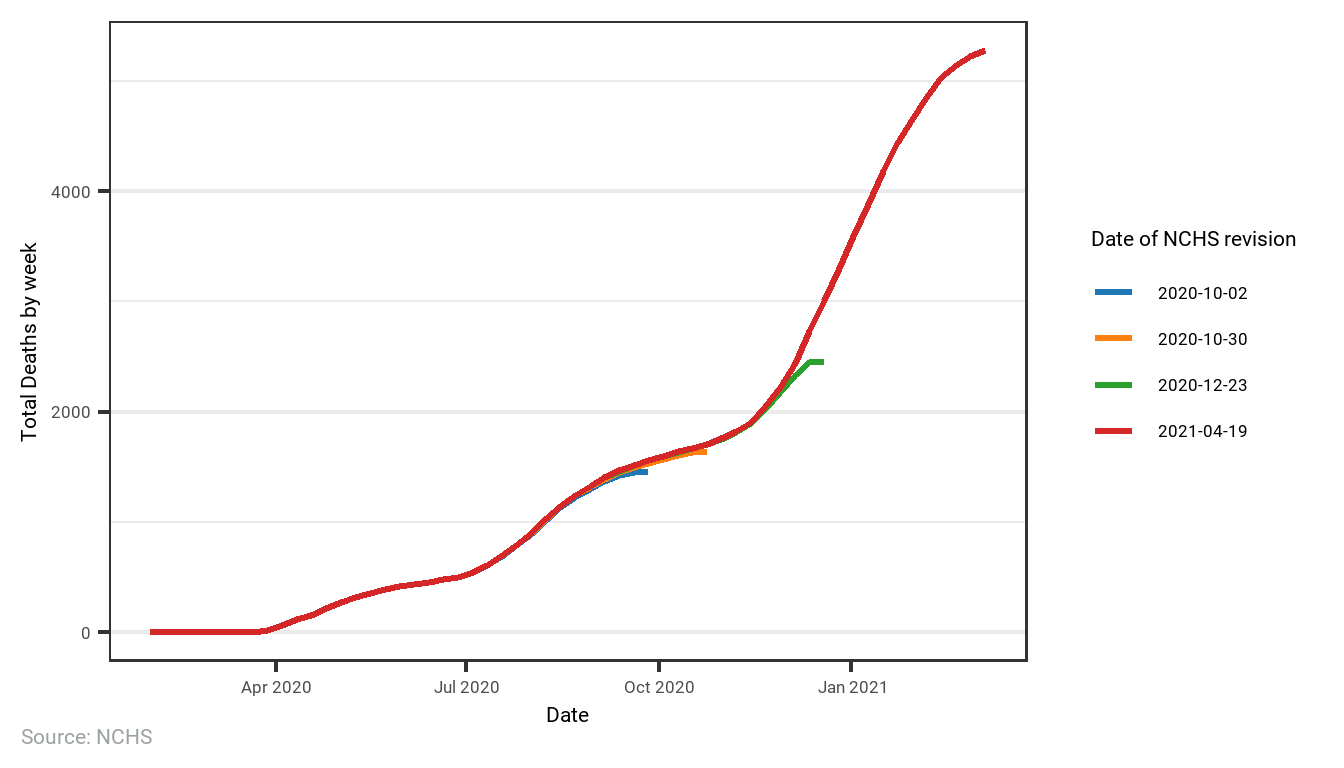 Total Deaths by week
4000
2000
0
Apr 2020
Jul 2020
Oct 2020
Jan 2021
Date
Date of NCHS revision
2020-10-02
2020-10-30
2020-12-23
2021-04-19
Source: NCHS